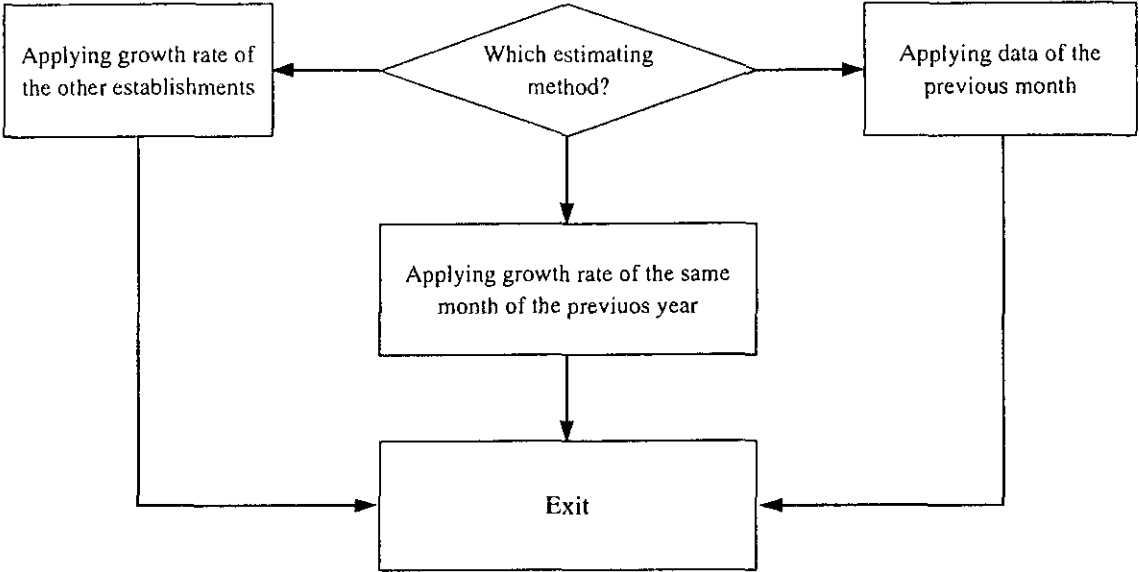 Applying growth rate of
the other establishments
Which estimating
method?
Applying data of the
previous month
Applying growth rate of the same
month of the previuos year
Exit